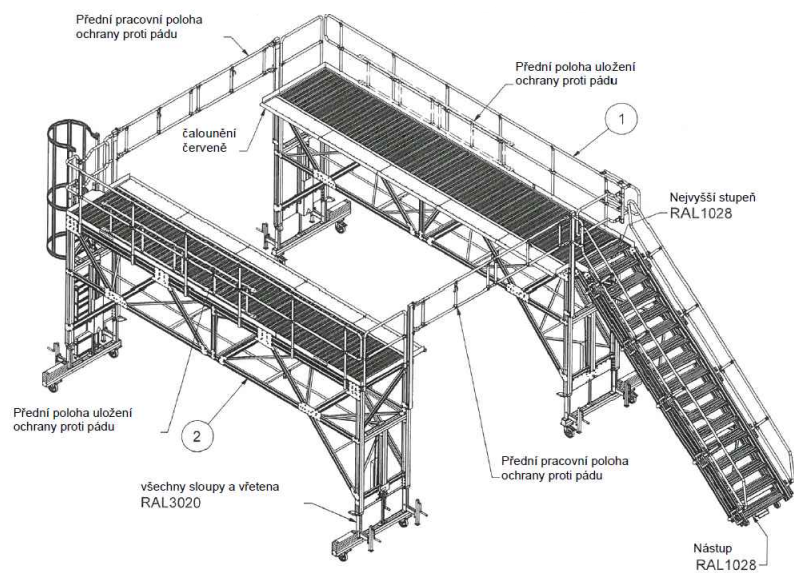 Přední pracovní poloha
ochrany proti pádu
Přední poloha uložení
ochrany proti pádu
1
čalounění
červeně
Nejvyšší stupeň
RAL1028
Přední poloha uložení
ochrany proti pádu
2
Přední pracovní poloha
ochrany proti pádu
všechny sloupy a vřetena
RAL3020
Nástup
RAL1028